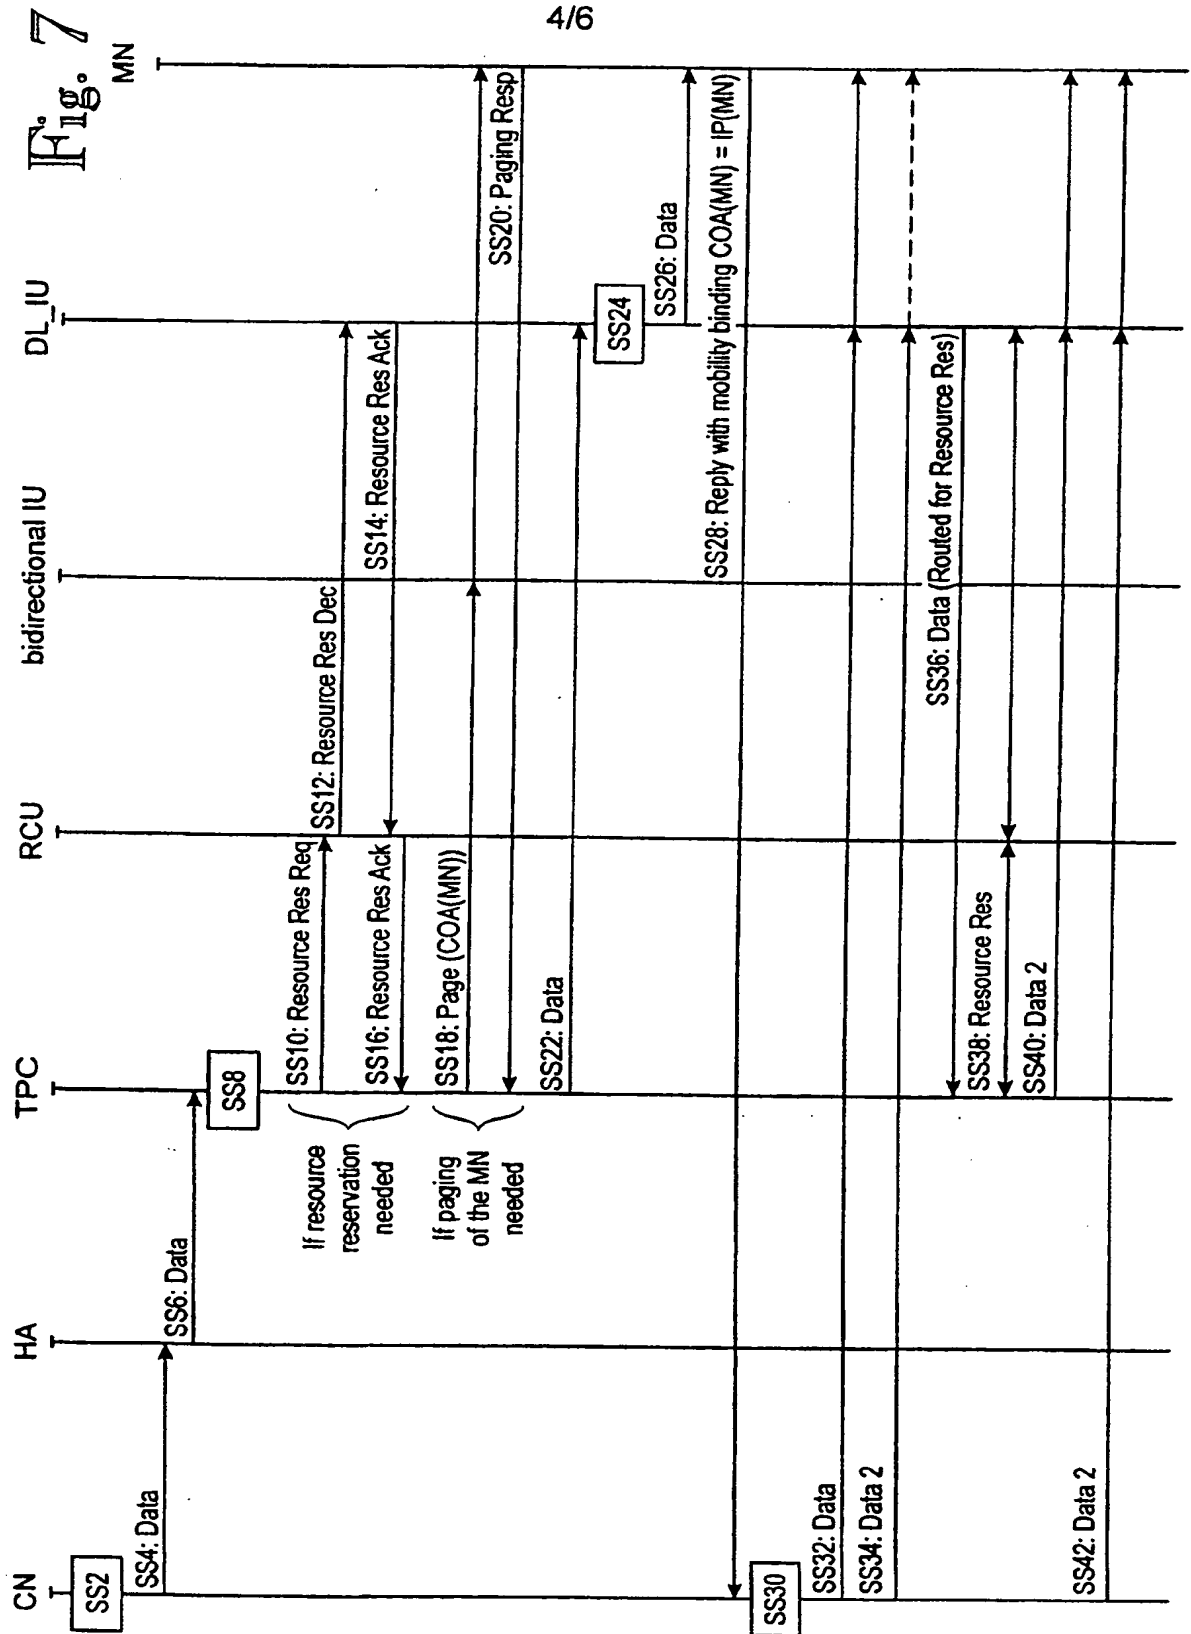 4/6
Fig. 7
CN
HA
TPC
RCU
bidirectional IU
DL_IU
MN
SS2
SS4: Data
SS6: Data
SS8
SS10: Resource Res Req
SS12: Resource Res Dec
SS14: Resource Res Ack
SS16: Resource Res Ack
If resource
reservation
needed
SS18: Page (COA(MN))
SS20: Paging Resp
If paging
of the MN
needed
SS22: Data
SS24
SS26: Data
SS28: Reply with mobility binding COA(MN) = IP(MN)
SS30
SS32: Data
SS34: Data 2
SS36: Data (Routed for Resource Res)
SS38: Resource Res
SS40: Data 2
SS42: Data 2